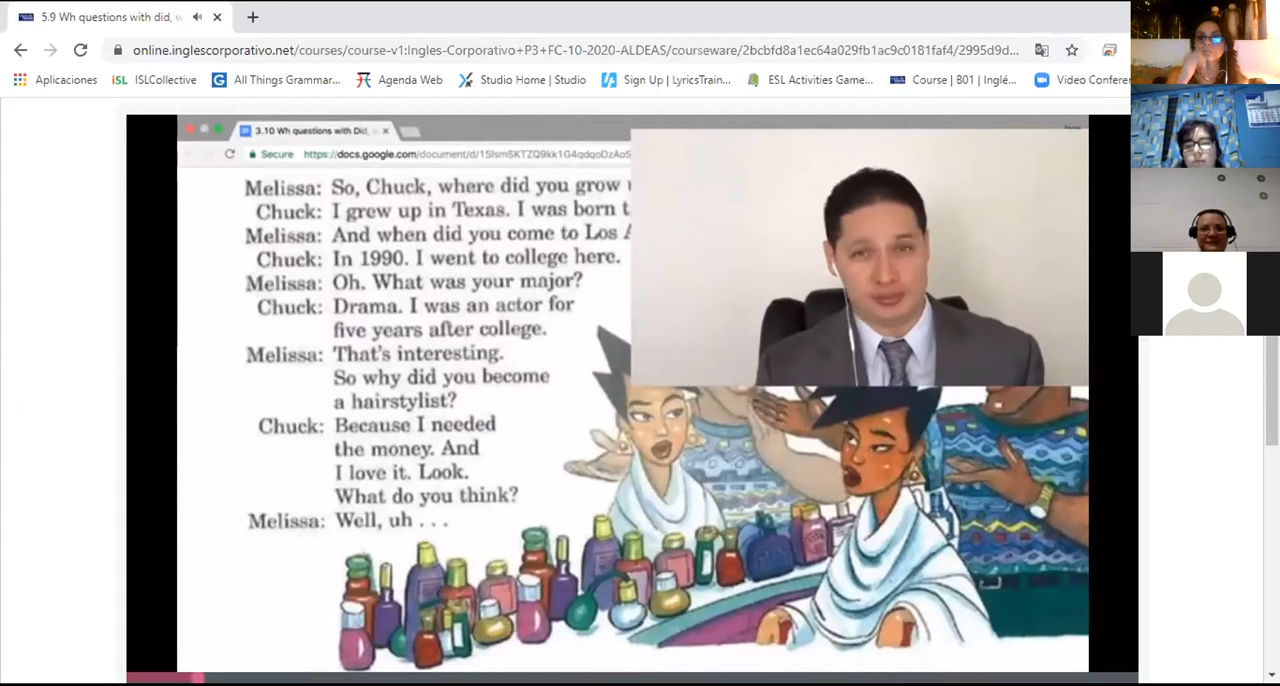 5.9 Wh questions with did,
online.inglescorporativo.net/courses/course-v1:Ingles-Corporativo+P3+FC-10-2020-ALDEAS/courseware/2bcbfd8a1ec64a029fb1ac9c0181faf4/2995d9d...
Aplicaciones
iSL ISLCollective
All Things Grammar...
Agenda Web
Studio Home | Studio
Sign Up | LyricsTrain...
ESL Activities Game...
Course | B01 | Inglé...
Video Conferen
3.10 Wh questions with Did,
Secure https://docs.google.com/document/d/
Melissa: So, Chuck, where did you grow
Chuck: I grew up in Texas. I was born
Melissa: And when did you come to Los
Chuck: In 1990. I went to college here.
Melissa: Oh. What was your major?
Chuck: Drama. I was an actor for
five years after college.
Melissa: That's interesting.
So why did you become
a hairstylist?
Chuck: Because I needed
the money. And
I love it. Look.
What do you think?
Melissa: Well, uh . . .